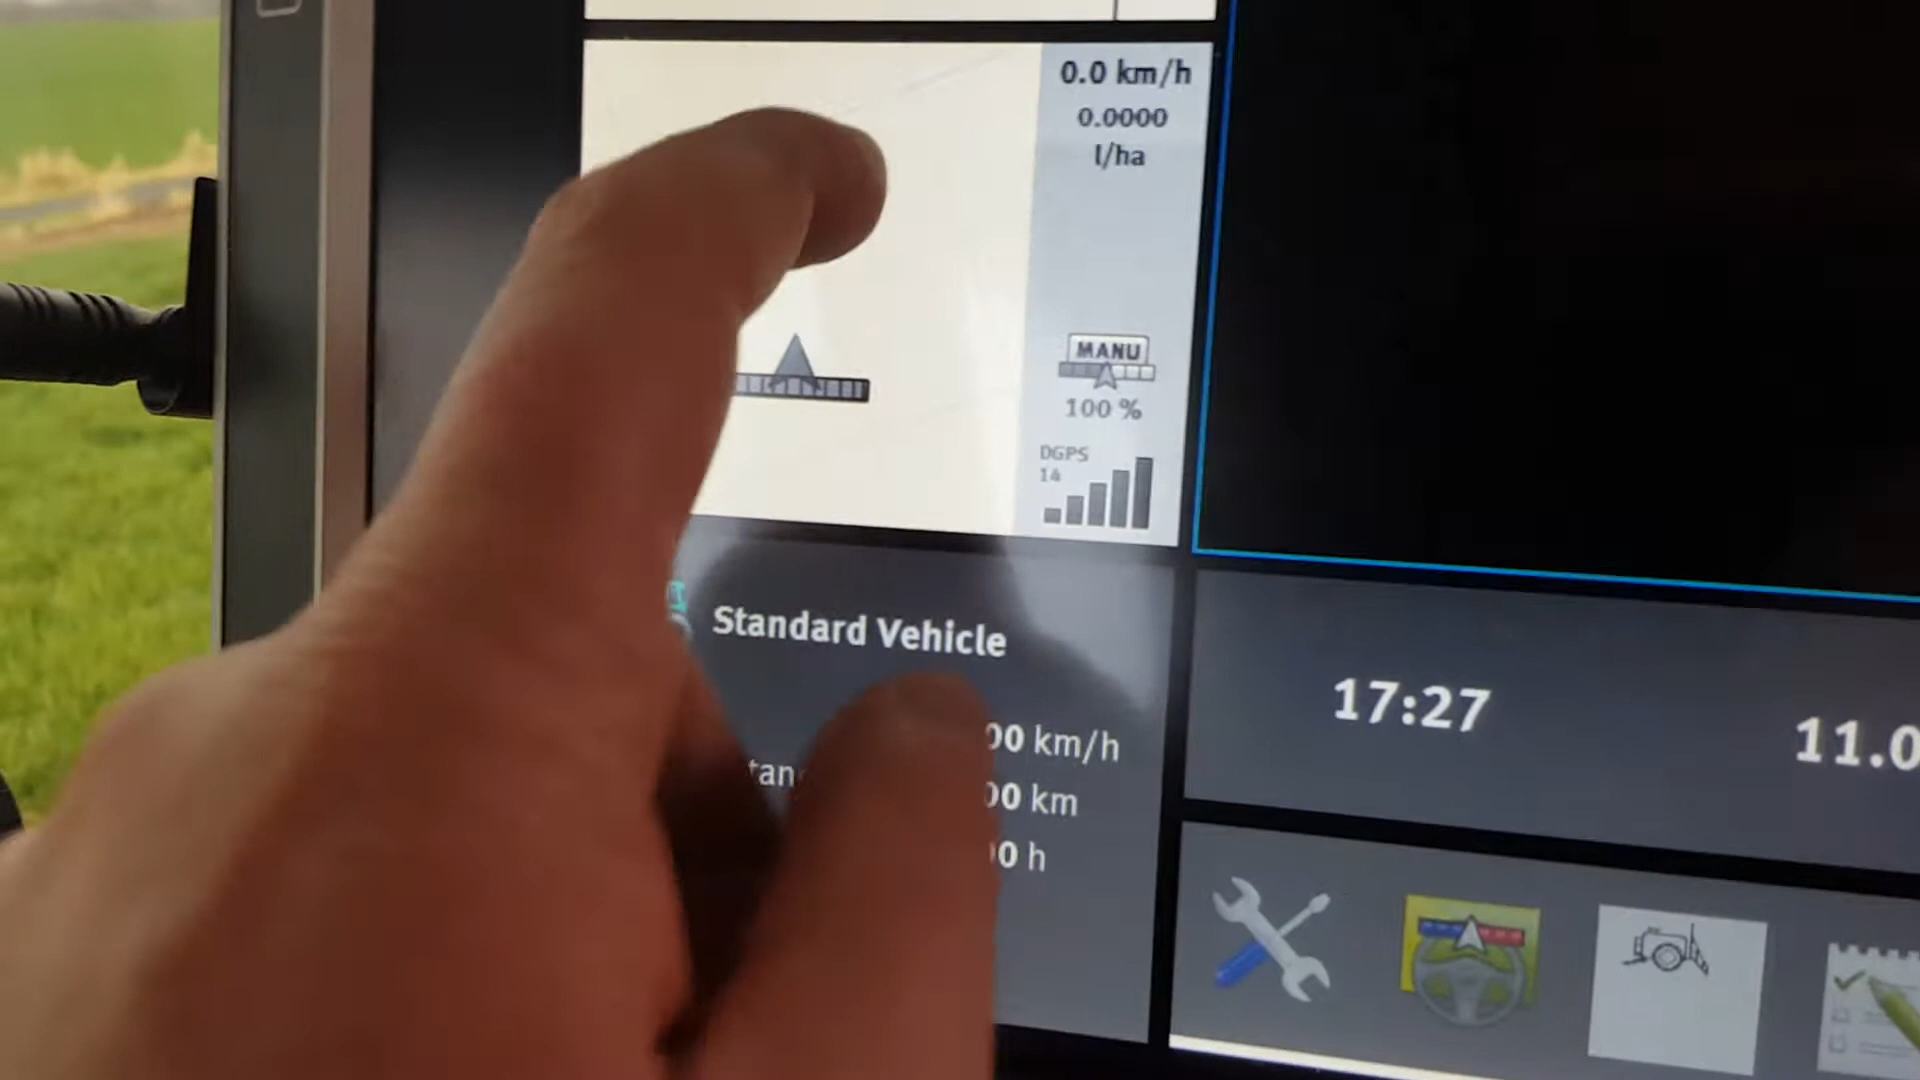 0.0 km/h
0.0000
l/ha
MANU
100 %
DGPS
14
Standard Vehicle
00 km/h
00 km
0 h
17:27
11.0